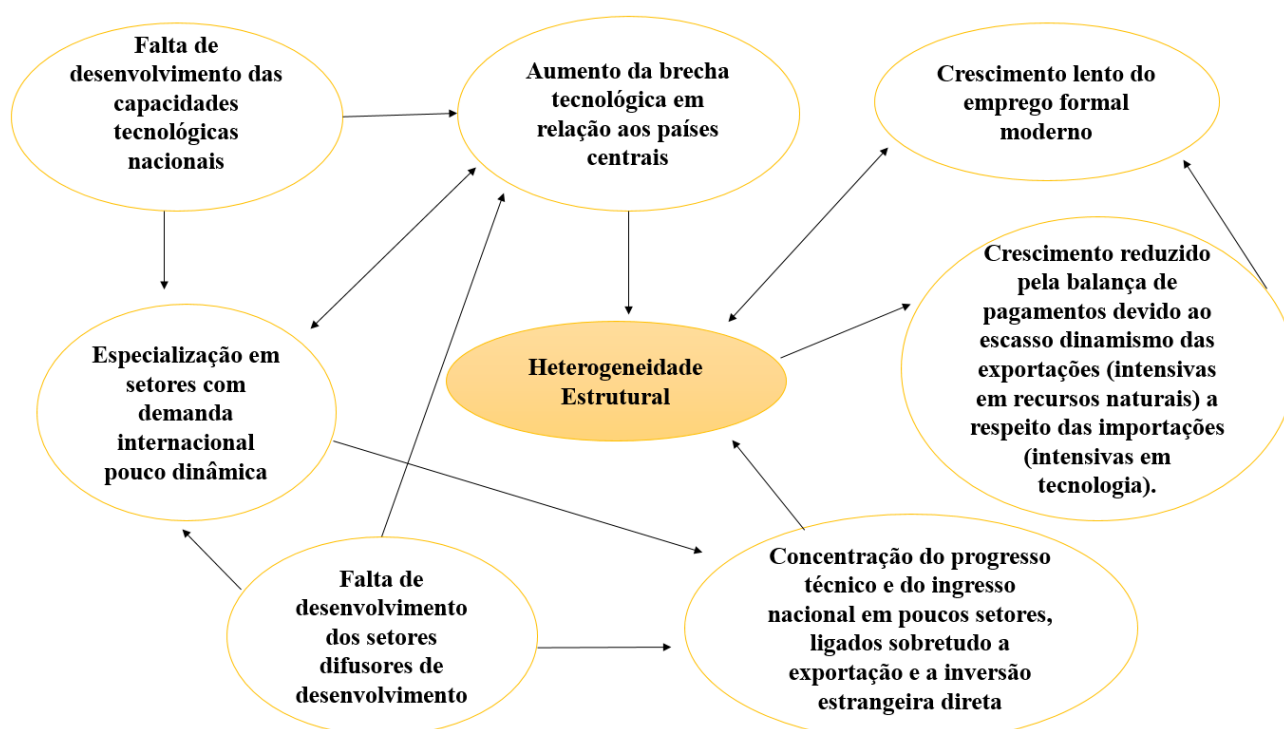 Falta de
desenvolvimento das
capacidades
tecnológicas
nacionais
Aumento da brecha
tecnológica em
relação aos países
centrais
Crescimento lento do
emprego formal
moderno
Especialização em
setores com
demanda
internacional
pouco dinâmica
Heterogeneidade
Estrutural
Crescimento reduzido
pela balança de
pagamentos devido ao
escasso dinamismo das
exportações (intensivas
em recursos naturais) a
respeito das importações
(intensivas em
tecnologia).
Falta de
desenvolvimento
dos setores
difusores de
desenvolvimento
Concentração do progresso
técnico e do ingresso
nacional em poucos setores,
ligados sobretudo a
exportação e a inversão
estrangeira direta